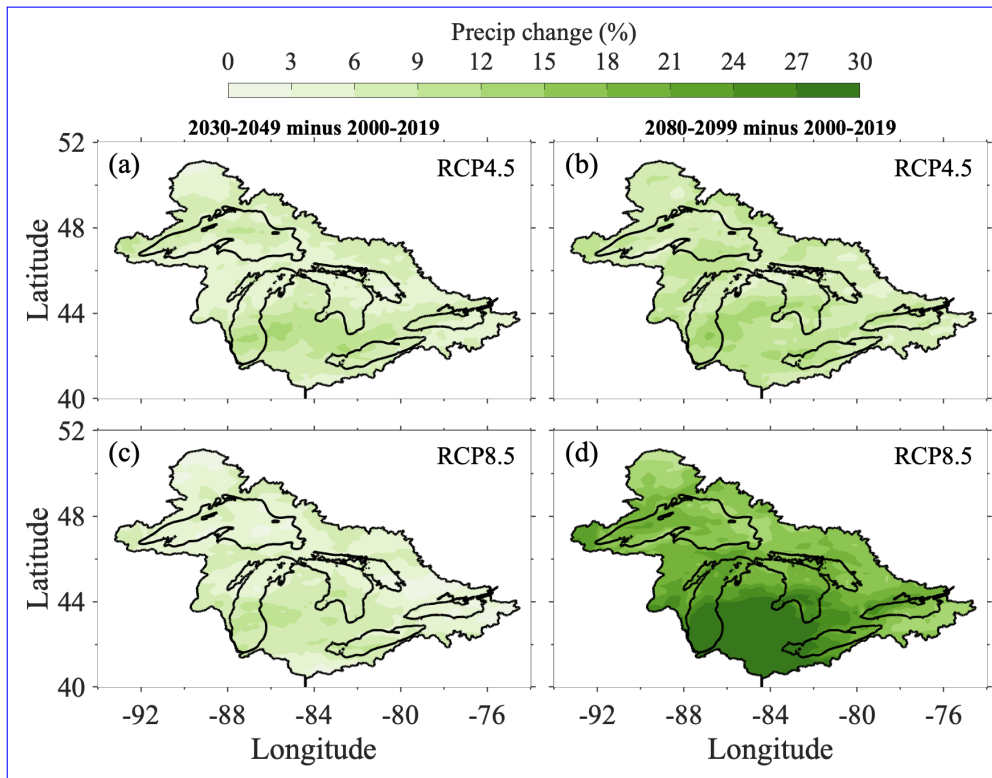 Precip change (%)
0 3 6 9 12 15 18 21 24 27 30
2030-2049 minus 2000-2019
2080-2099 minus 2000-2019
52
(a)
RCP4.5
(b)
RCP4.5
48
Latitude
44
40
52
(c)
RCP8.5
(d)
RCP8.5
48
Latitude
44
40
-92 -88 -84 -80 -76
-92 -88 -84 -80 -76
Longitude
Longitude